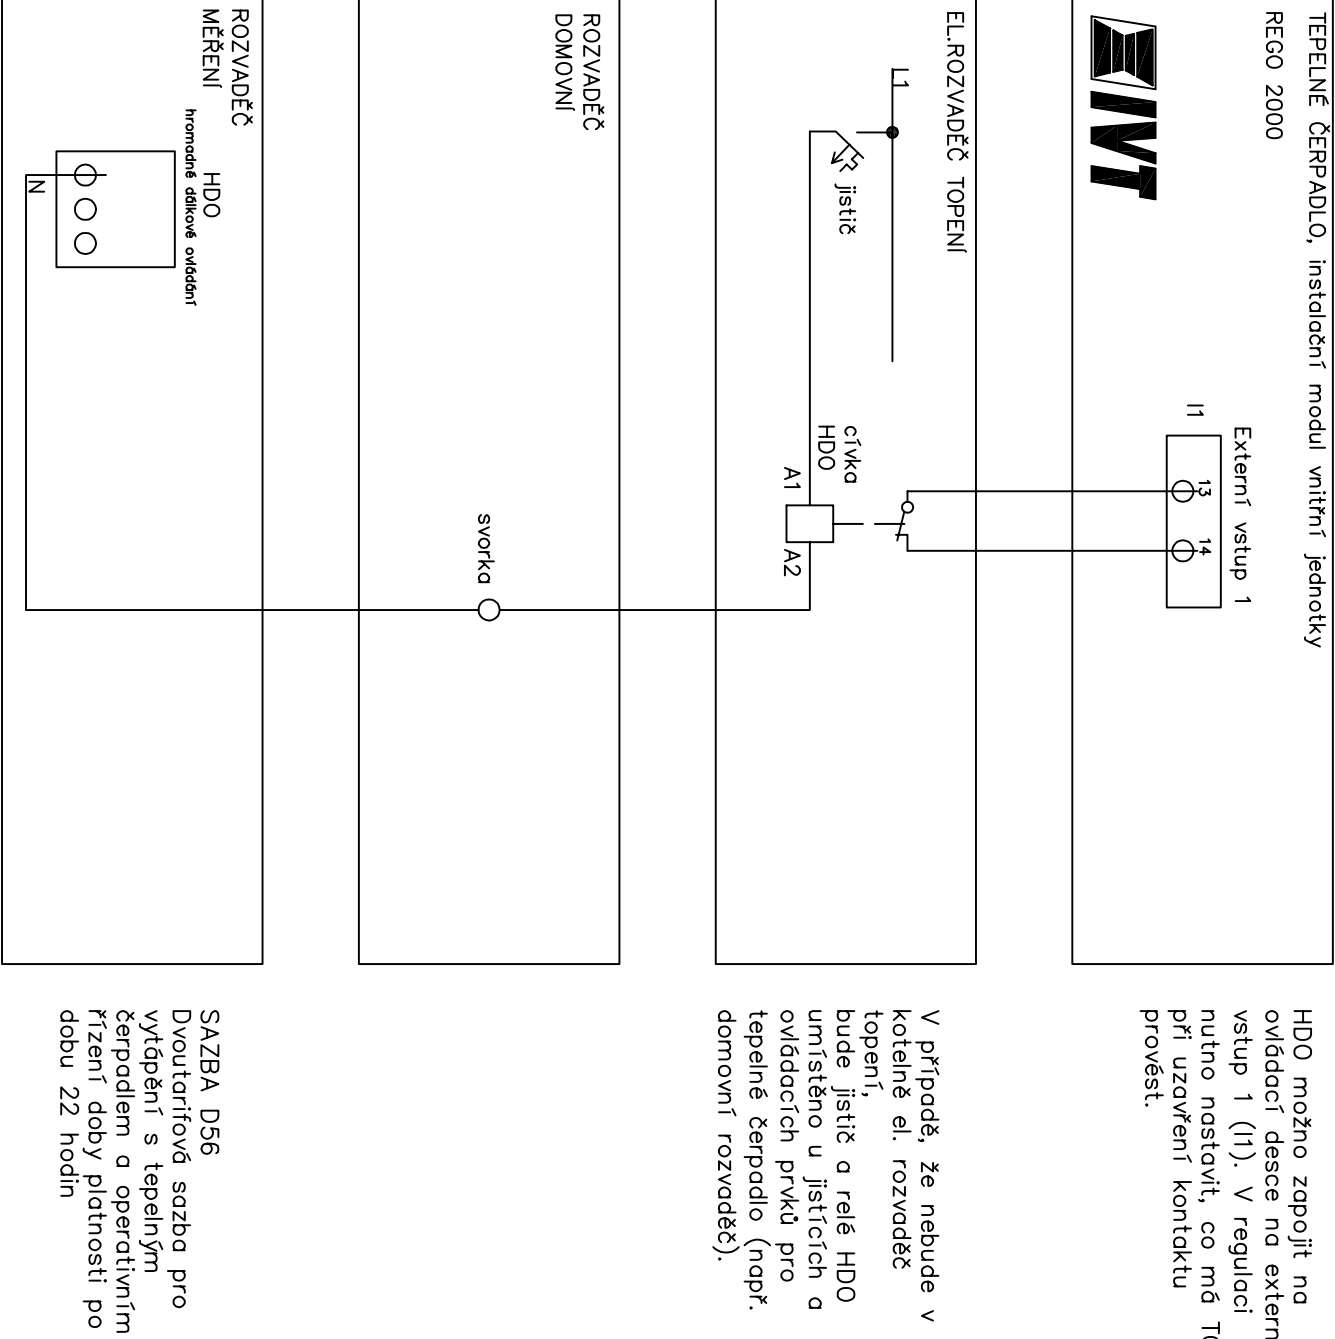 TEPELNÉ ČERPADLO, instalační modul vnitřní jednotky
REGO 2000
IVT
Externí vstup 1
I1
13
14
HDO možno zapojit na
ovládací desce na extern
vstup 1 (I1). V regulaci
nutno nastavit, co má
při uzavření kontaktu
provést.
EL.ROZVADĚČ TOPENÍ
L1
jistič
cívka
HDO
A1
A2
V případě, že nebude v
kotelně el. rozvaděč
topení,
bude jistič a relé HDO
umístěno u jistících a
ovládacích prvků pro
tepelné čerpadlo (např.
domovní rozvaděč).
ROZVADĚČ
DOMOVNÍ
svorka
ROZVADĚČ
MĚŘENÍ
HDO
hromadné dálkové ovládání
N
SAZBA D56
Dvoutarifová sazba pro
vytápění s tepelným
čerpadlem a operativním
řízení doby platnosti po
dobu 22 hodin